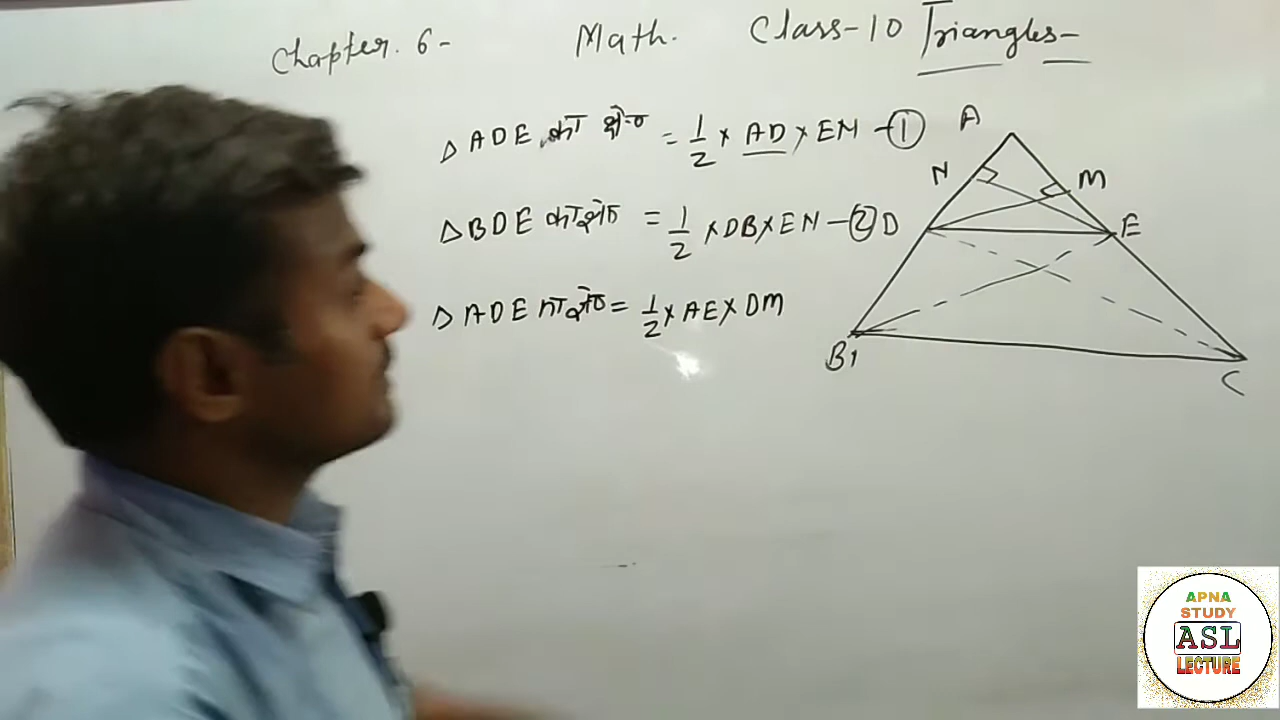 Chapter. 6 - Math. Class-10 Triangles-
△ ADE का क्षे० = 1/2 × AD × EN - ①
△ BDE का क्षे० = 1/2 × DB × EN - ②
△ ADE का क्षे० = 1/2 × AE × DM
A
N
M
D
E
B
C
APNA
STUDY
ASL
LECTURE